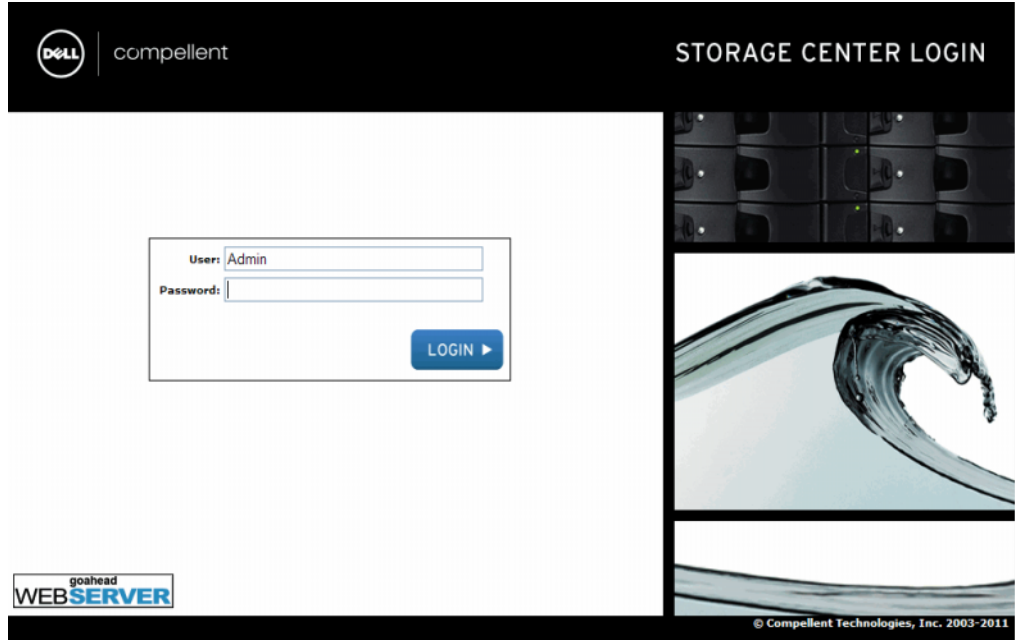 DELL compellent
STORAGE CENTER LOGIN
User: Admin
Password:
LOGIN
goahead
WEBSERVER
© Compellent Technologies, Inc. 2003-2011